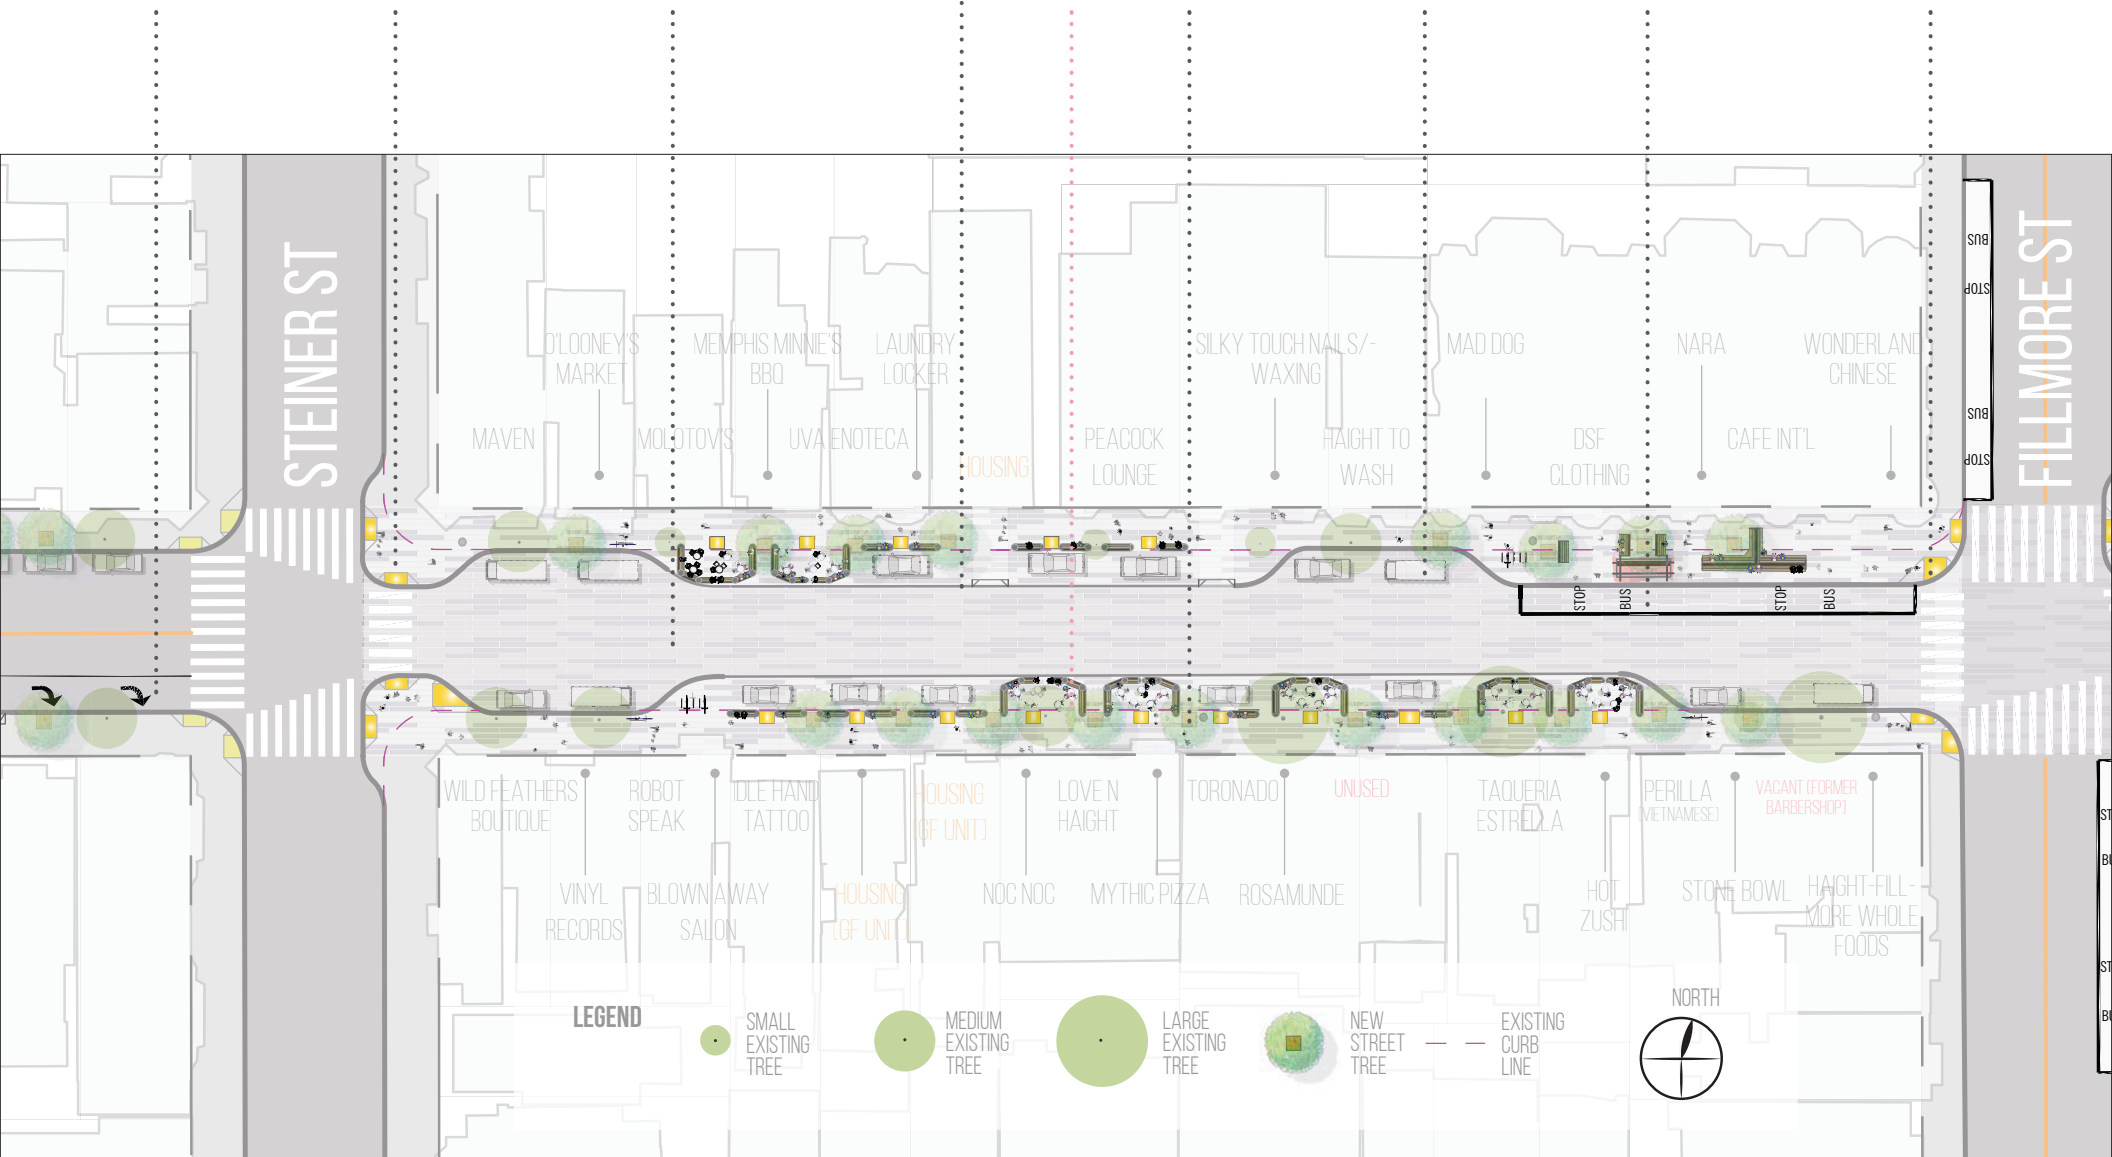 STEINER ST
FILLMORE ST
BUS
STOP
BUS
STOP
O'LOONEY'S
MARKET
MEMPHIS MINNIE'S
BBQ
LAUNDRY
LOCKER
SILKY TOUCH NAILS/-
WAXING
MAD DOG
NARA
WONDERLAND
CHINESE
MAVEN
MOLOTOV'S
UVA ENOTECA
HOUSING
PEACOCK
LOUNGE
HAIGHT TO
WASH
DSF
CLOTHING
CAFE INT'L
STOP
BUS
STOP
BUS
WILD FEATHERS
BOUTIQUE
ROBOT
SPEAK
IDLE HAND
TATTOO
HOUSING
(GF UNIT)
LOVE N
HAIGHT
TORONADO
UNUSED
TAQUERIA
ESTRELLA
PERILLA
(VIETNAMESE)
VACANT (FORMER
BARBERSHOP)
ST
BU
ST
BU
VINYL
RECORDS
BLOWN AWAY
SALON
HOUSING
(GF UNIT)
NOC NOC
MYTHIC PIZZA
ROSAMUNDE
HOT
ZUSHI
STONE BOWL
HAIGHT-FILL-
MORE WHOLE
FOODS
LEGEND
SMALL
EXISTING
TREE
MEDIUM
EXISTING
TREE
LARGE
EXISTING
TREE
NEW
STREET
TREE
EXISTING
CURB
LINE
NORTH